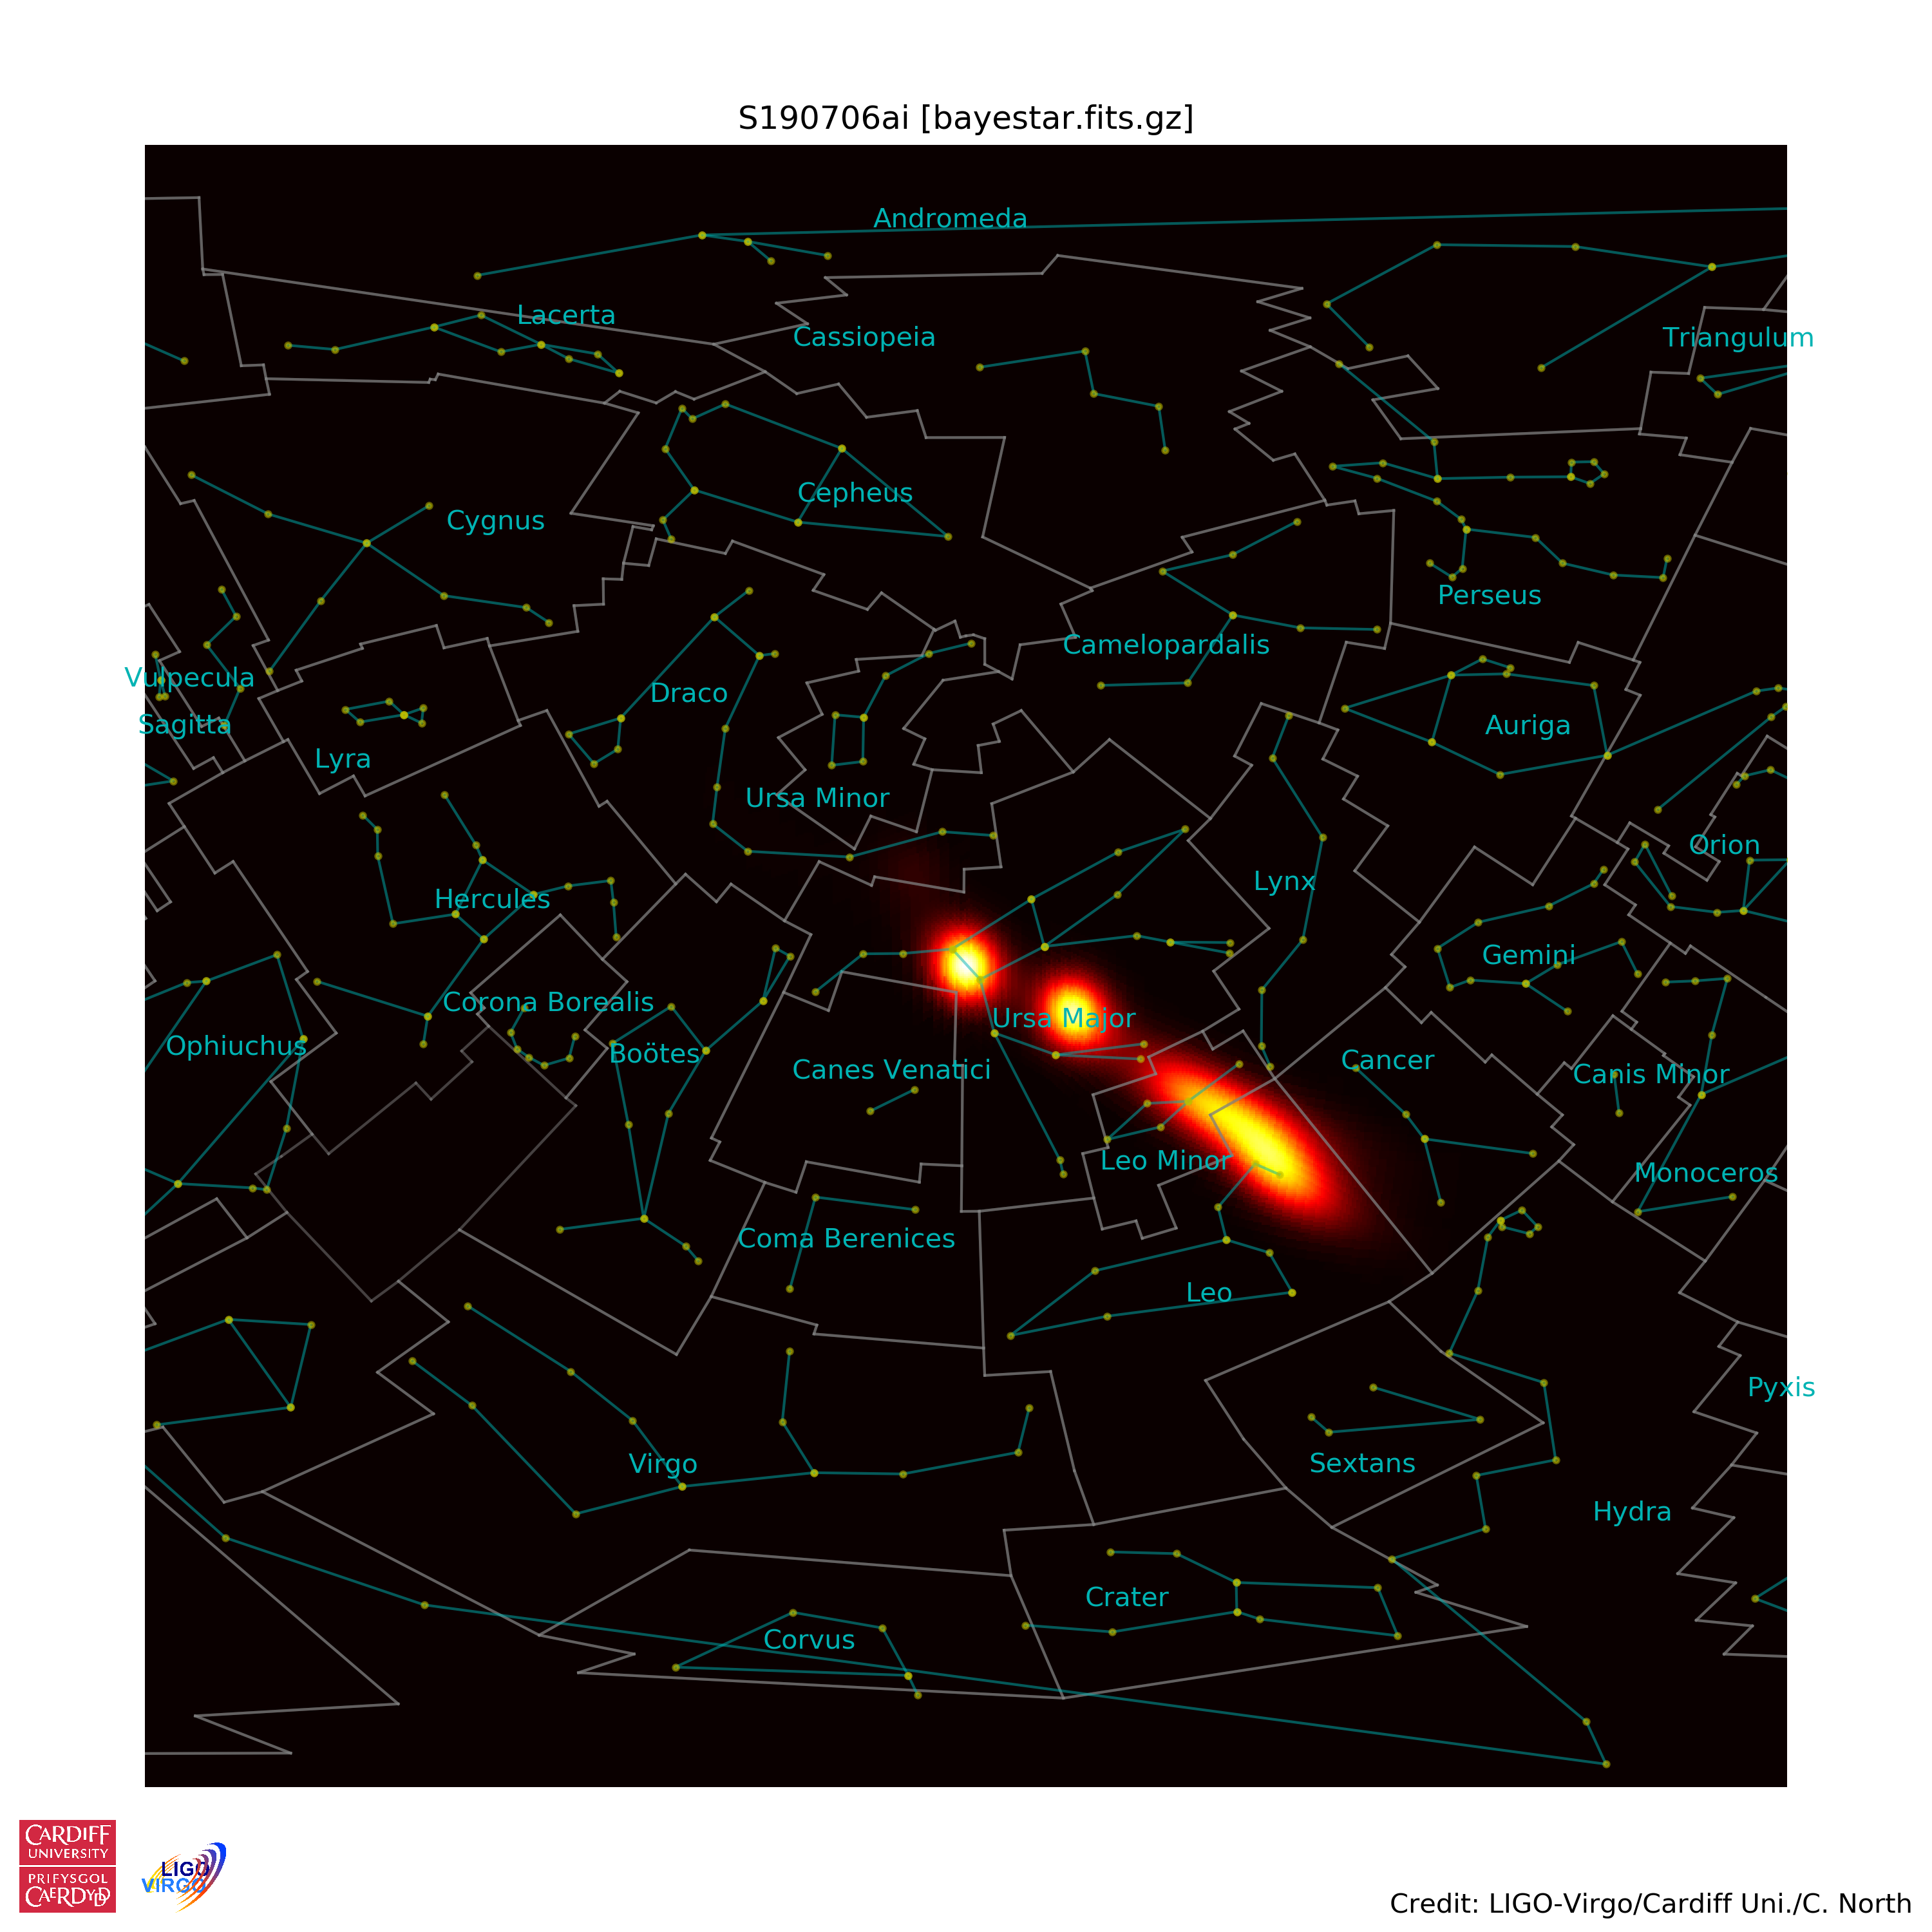 S190706ai [bayestar.fits.gz]
Andromeda
Lacerta
Cassiopeia
Triangulum
Cepheus
Cygnus
Perseus
Camelopardalis
Vulpecula
Draco
Sagitta
Auriga
Lyra
Ursa Minor
Orion
Lynx
Hercules
Gemini
Corona Borealis
Ursa Major
Ophiuchus
Boötes
Cancer
Canes Venatici
Canis Minor
Leo Minor
Monoceros
Coma Berenices
Leo
Pyxis
Virgo
Sextans
Hydra
Crater
Corvus
CARDIFF
UNIVERSITY
PRIFYSGOL
CAERDYDD
LIGO
VIRGO
Credit: LIGO-Virgo/Cardiff Uni./C. North